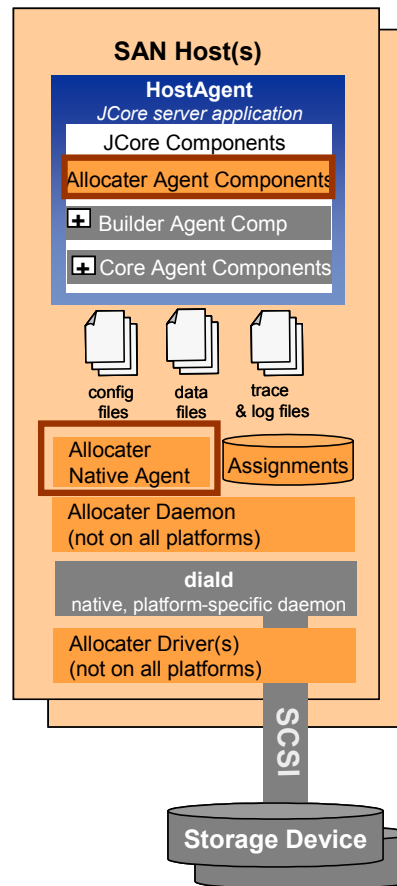 SAN Host(s)
HostAgent
JCore server application
JCore Components
Allocater Agent Components
+ Builder Agent Comp
+ Core Agent Components
config
files
data
files
trace
& log files
Allocater
Native Agent
Assignments
Allocater Daemon
(not on all platforms)
diald
native, platform-specific daemon
Allocater Driver(s)
(not on all platforms)
SCSI
Storage Device